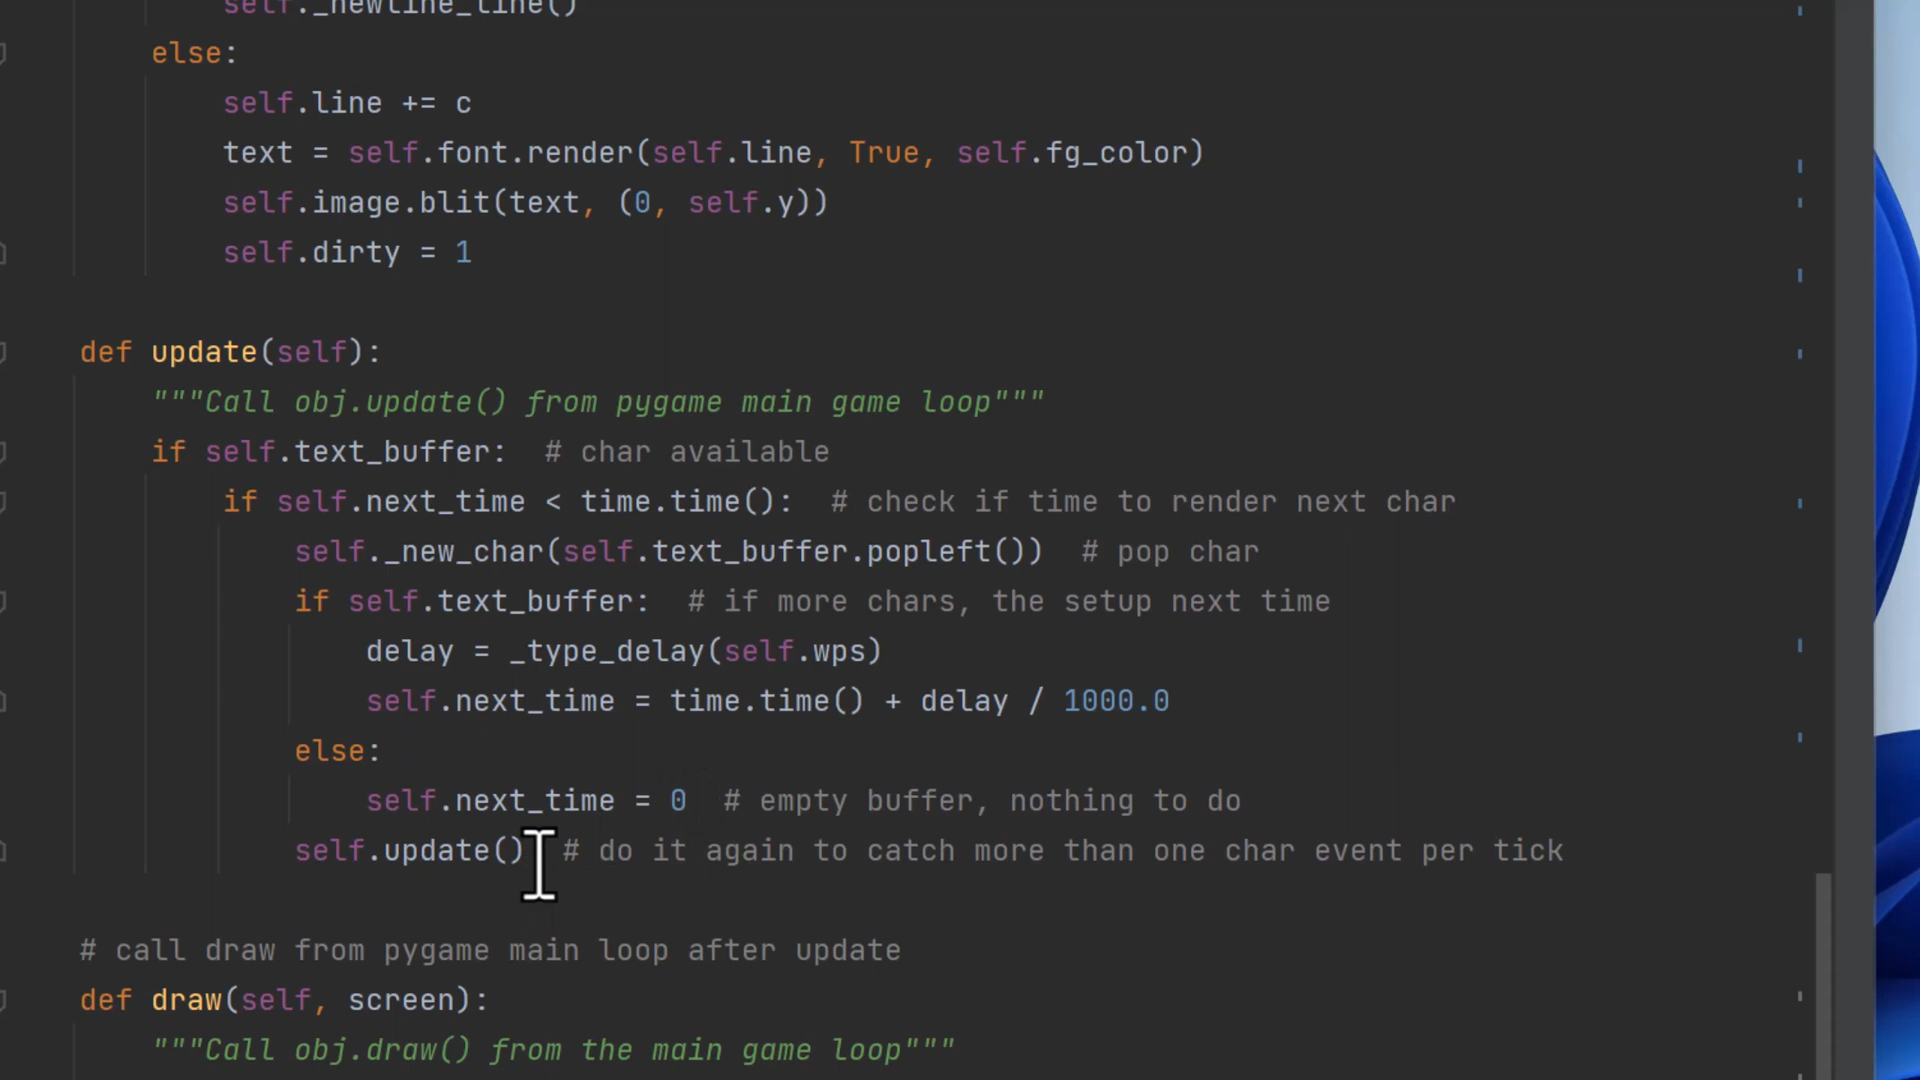 self._newline_line()
else:
self.line += c
text = self.font.render(self.line, True, self.fg_color)
self.image.blit(text, (0, self.y))
self.dirty = 1
def update(self):
"""Call obj.update() from pygame main game loop"""
if self.text_buffer:  # char available
if self.next_time < time.time():  # check if time to render next char
self._new_char(self.text_buffer.popleft())  # pop char
if self.text_buffer:  # if more chars, the setup next time
delay = _type_delay(self.wps)
self.next_time = time.time() + delay / 1000.0
else:
self.next_time = 0  # empty buffer, nothing to do
self.update()  # do it again to catch more than one char event per tick
# call draw from pygame main loop after update
def draw(self, screen):
"""Call obj.draw() from the main game loop"""